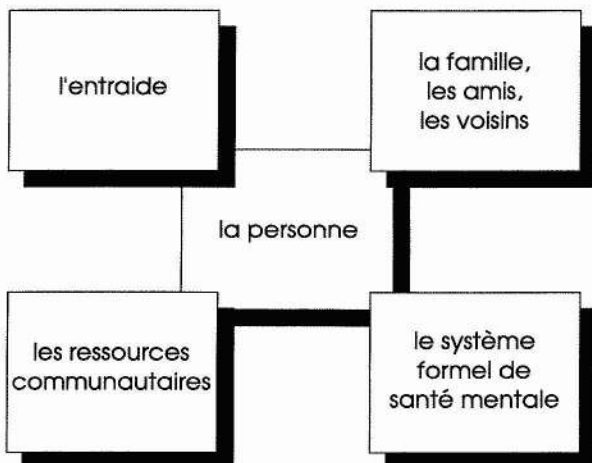 l'entraide
la famille,
les amis,
les voisins
la personne
les ressources
communautaires
le système
formel de
santé mentale